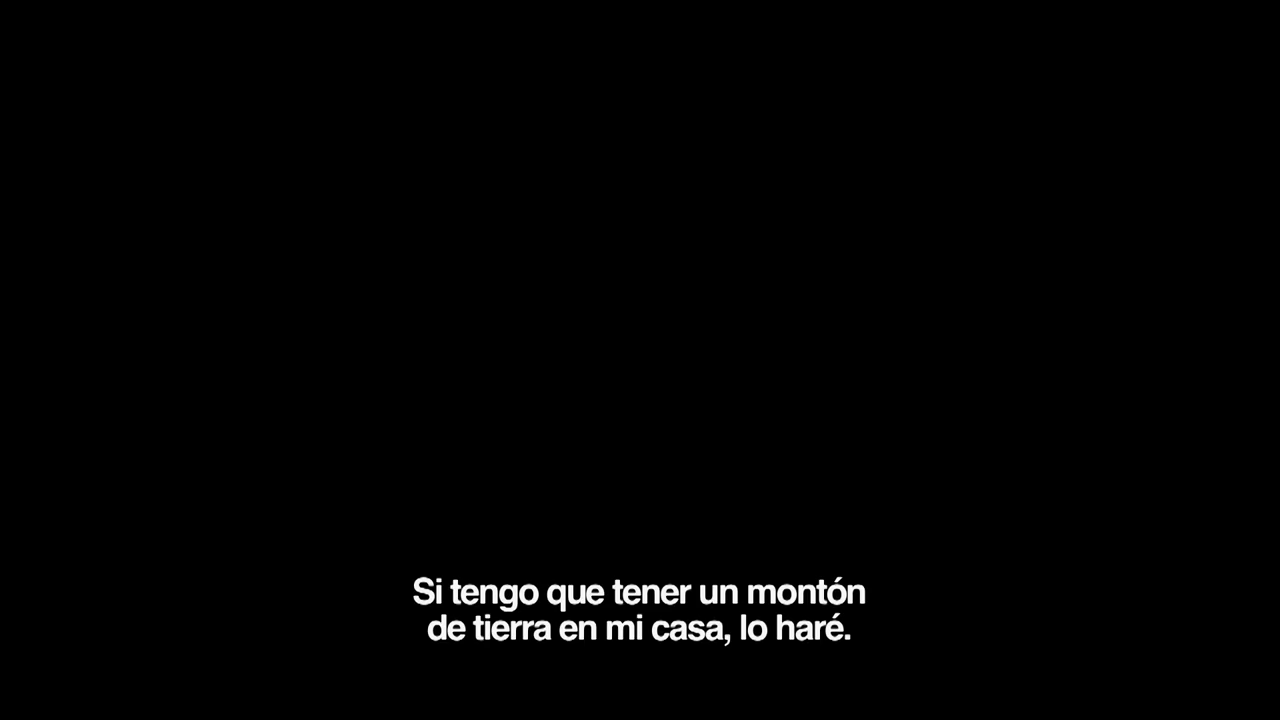 Si tengo que tener un montón
de tierra en mi casa, lo haré.